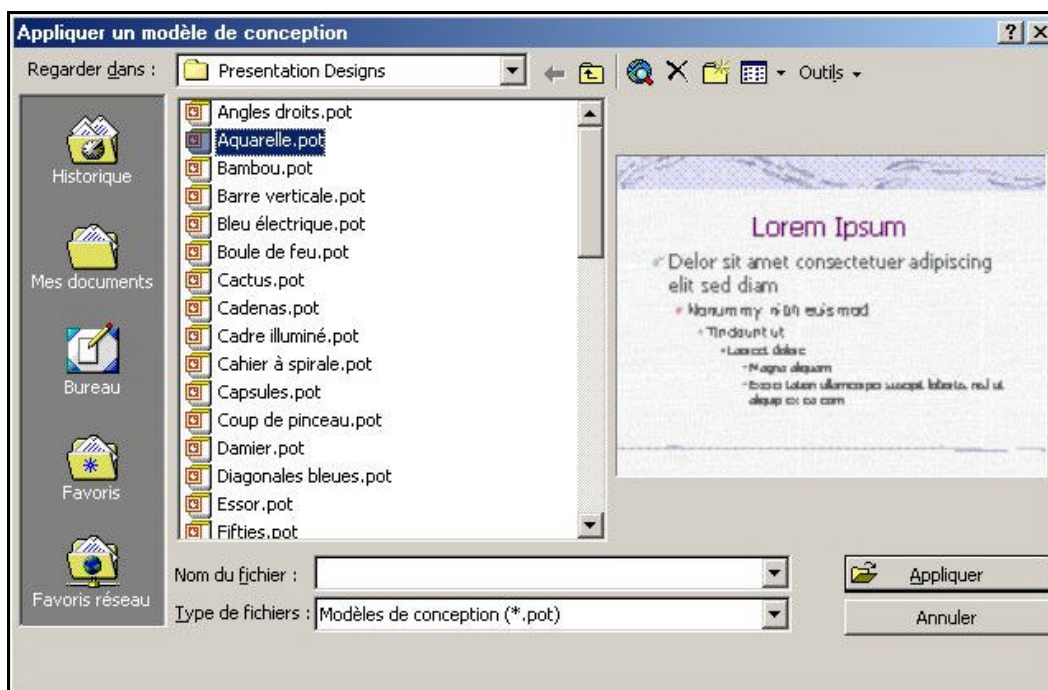 Appliquer un modèle de conception
Regarder dans :
Presentation Designs
Outils
Historique
Mes documents
Bureau
Favoris
Favoris réseau
Angles droits.pot
Aquarelle.pot
Bambou.pot
Barre verticale.pot
Bleu électrique.pot
Boule de feu.pot
Cactus.pot
Cadenas.pot
Cadre illuminé.pot
Cahier à spirale.pot
Capsules.pot
Coup de pinceau.pot
Damier.pot
Diagonales bleues.pot
Essor.pot
Fifties.pot
Lorem Ipsum
Delor sit amet consectetuer adipiscing
elit sed diam
Magna aliquam
Nom du fichier :
Appliquer
Type de fichiers : Modèles de conception (*.pot)
Annuler